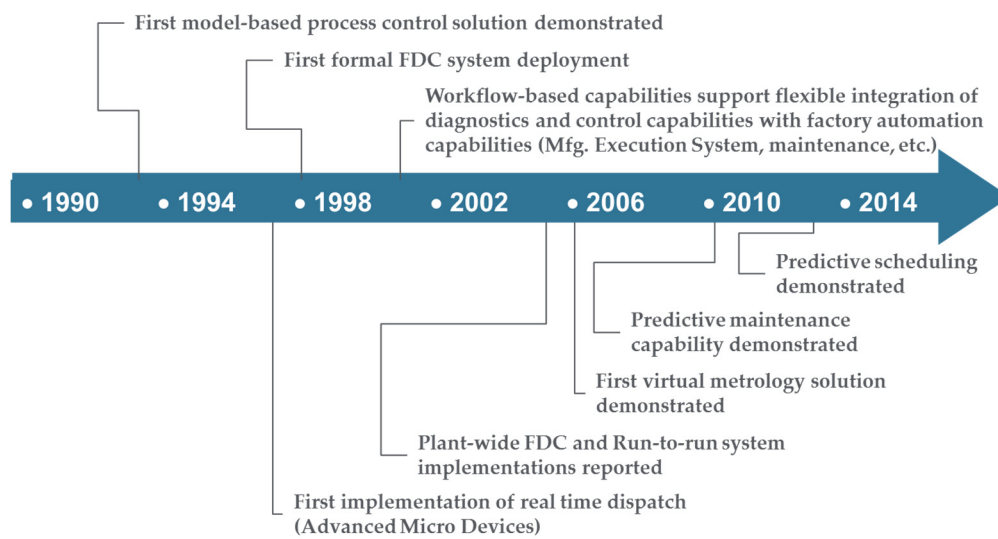 First model-based process control solution demonstrated
First formal FDC system deployment
Workflow-based capabilities support flexible integration of
diagnostics and control capabilities with factory automation
capabilities (Mfg. Execution System, maintenance, etc.)
• 1990 • 1994 • 1998 • 2002 • 2006 • 2010 • 2014
Predictive scheduling
demonstrated
Predictive maintenance
capability demonstrated
First virtual metrology solution
demonstrated
Plant-wide FDC and Run-to-run system
implementations reported
First implementation of real time dispatch
(Advanced Micro Devices)